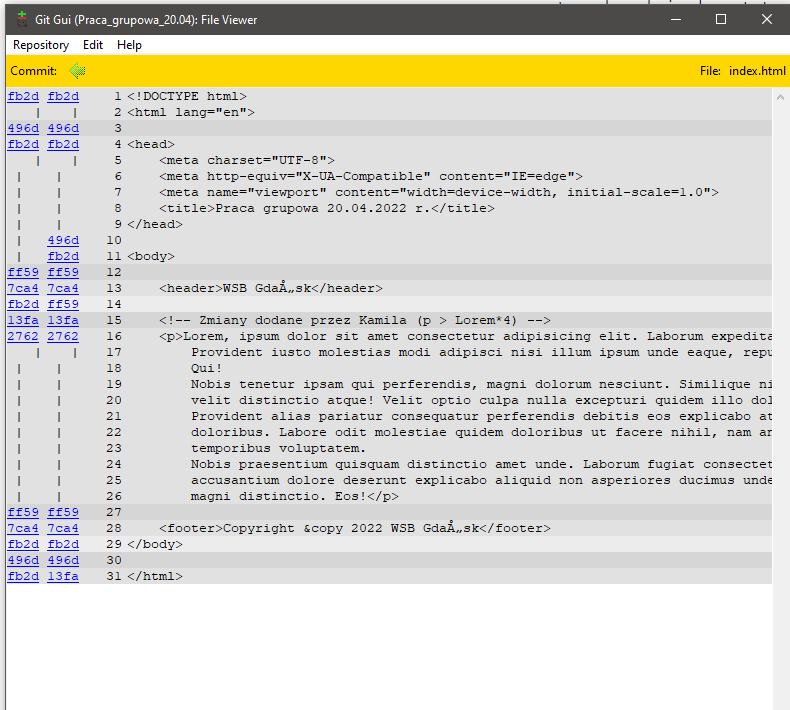 Git Gui (Praca_grupowa_20.04): File Viewer
Repository Edit Help
Commit: File: index.html
fb2d fb2d 1 <!DOCTYPE html>
| | 2 <html lang="en">
496d 496d 3
fb2d fb2d 4 <head>
| | 5 <meta charset="UTF-8">
| | 6 <meta http-equiv="X-UA-Compatible" content="IE=edge">
| | 7 <meta name="viewport" content="width=device-width, initial-scale=1.0">
| | 8 <title>Praca grupowa 20.04.2022 r.</title>
| | 9 </head>
| 496d 10
| fb2d 11 <body>
ff59 ff59 12
7ca4 7ca4 13 <header>WSB GdaÅ„sk</header>
fb2d ff59 14
13fa 13fa 15 <!-- Zmiany dodane przez Kamila (p > Lorem*4) -->
2762 2762 16 <p>Lorem, ipsum dolor sit amet consectetur adipisicing elit. Laborum expedita
| | 17 Provident iusto molestias modi adipisci nisi illum ipsum unde eaque, repu
| | 18 Qui!
| | 19 Nobis tenetur ipsam qui perferendis, magni dolorum nesciunt. Similique ni
| | 20 velit distinctio atque! Velit optio culpa nulla excepturi quidem illo dol
| | 21 Provident alias pariatur consequatur perferendis debitis eos explicabo at
| | 22 doloribus. Labore odit molestiae quidem doloribus ut facere nihil, nam ar
| | 23 temporibus voluptatem.
| | 24 Nobis praesentium quisquam distinctio amet unde. Laborum fugiat consectet
| | 25 accusantium dolore deserunt explicabo aliquid non asperiores ducimus unde
| | 26 magni distinctio. Eos!</p>
ff59 ff59 27
7ca4 7ca4 28 <footer>Copyright &copy 2022 WSB GdaÅ„sk</footer>
fb2d fb2d 29 </body>
496d 496d 30
fb2d 13fa 31 </html>